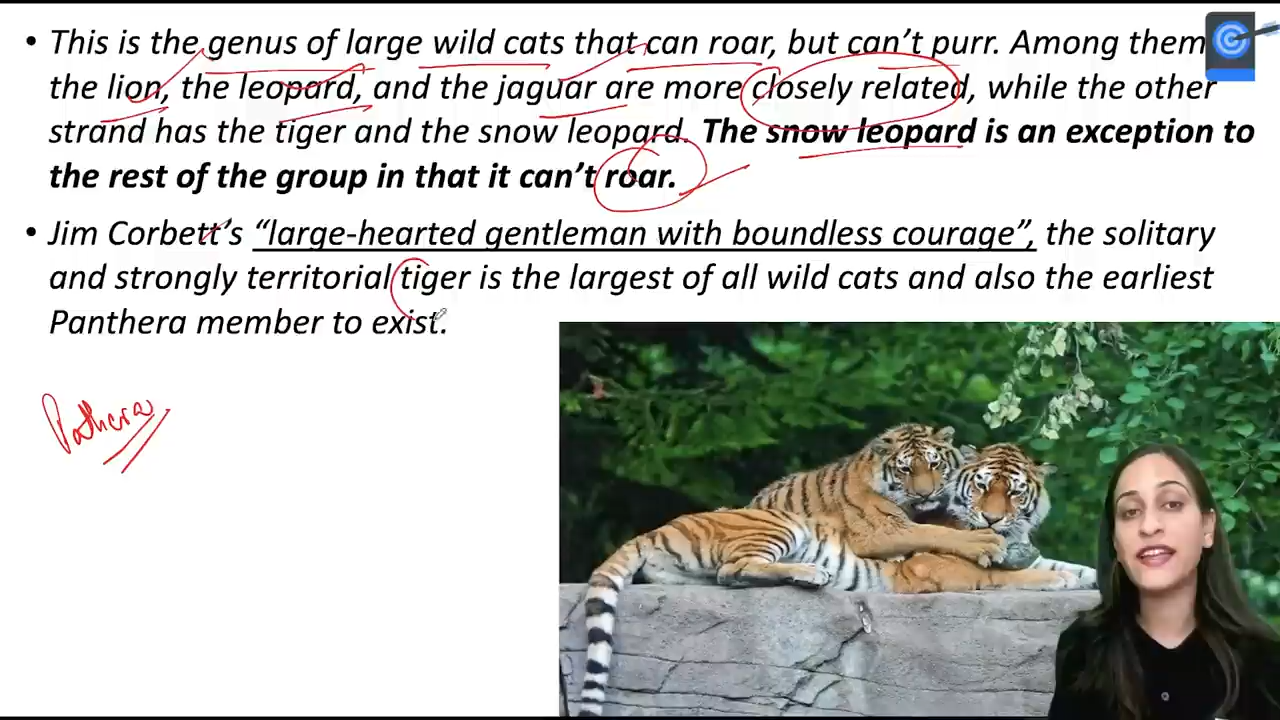 • This is the genus of large wild cats that can roar, but can’t purr. Among them
the lion, the leopard, and the jaguar are more closely related, while the other
strand has the tiger and the snow leopard. The snow leopard is an exception to
the rest of the group in that it can’t roar.
• Jim Corbett’s “large-hearted gentleman with boundless courage”, the solitary
and strongly territorial tiger is the largest of all wild cats and also the earliest
Panthera member to exist.
Pathera